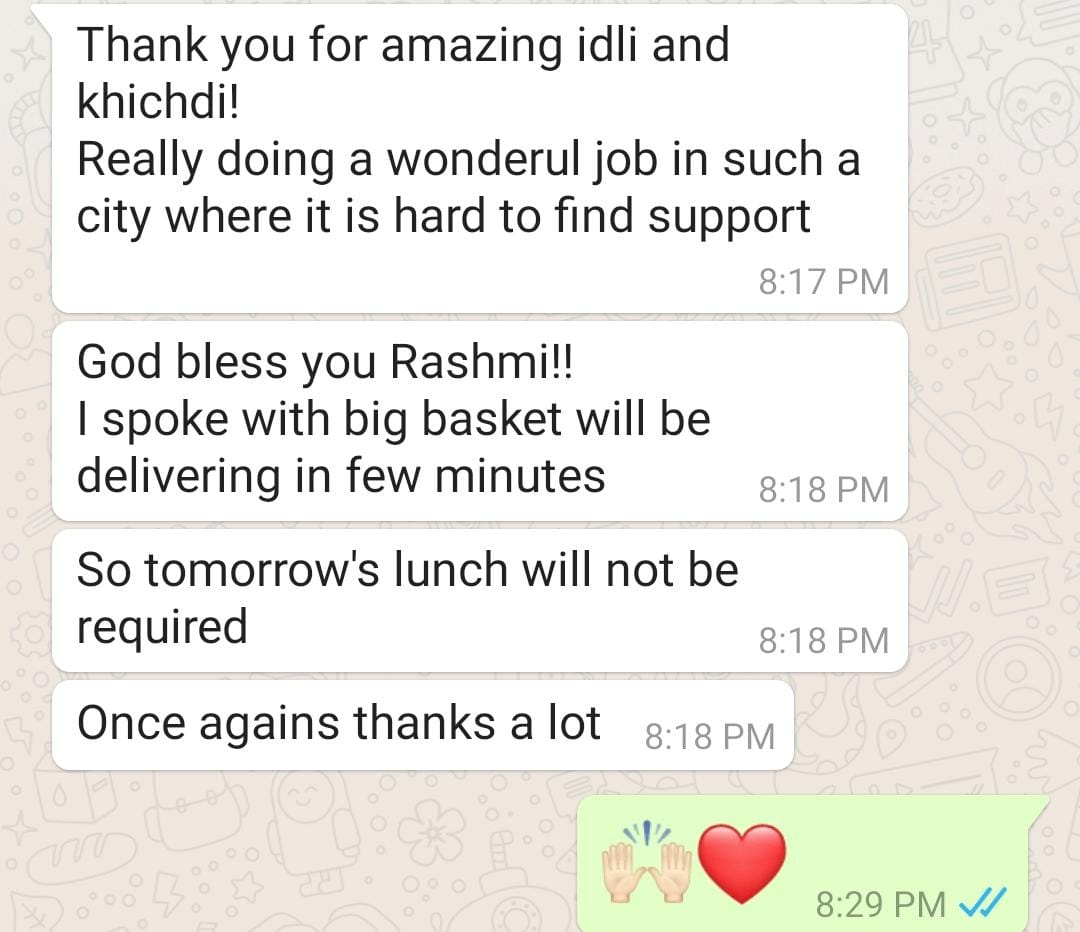 Thank you for amazing idli and
khichdi!
Really doing a wonderul job in such a
city where it is hard to find support
8:17 PM
God bless you Rashmi!!
I spoke with big basket will be
delivering in few minutes
8:18 PM
So tomorrow's lunch will not be
required
8:18 PM
Once agains thanks a lot
8:18 PM
🙌🏻❤️
8:29 PM